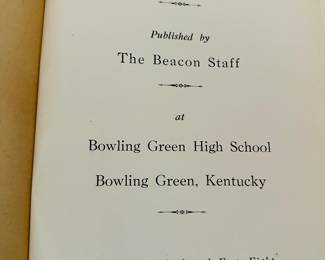 Published by
The Beacon Staff
at
Bowling Green High School
Bowling Green, Kentucky